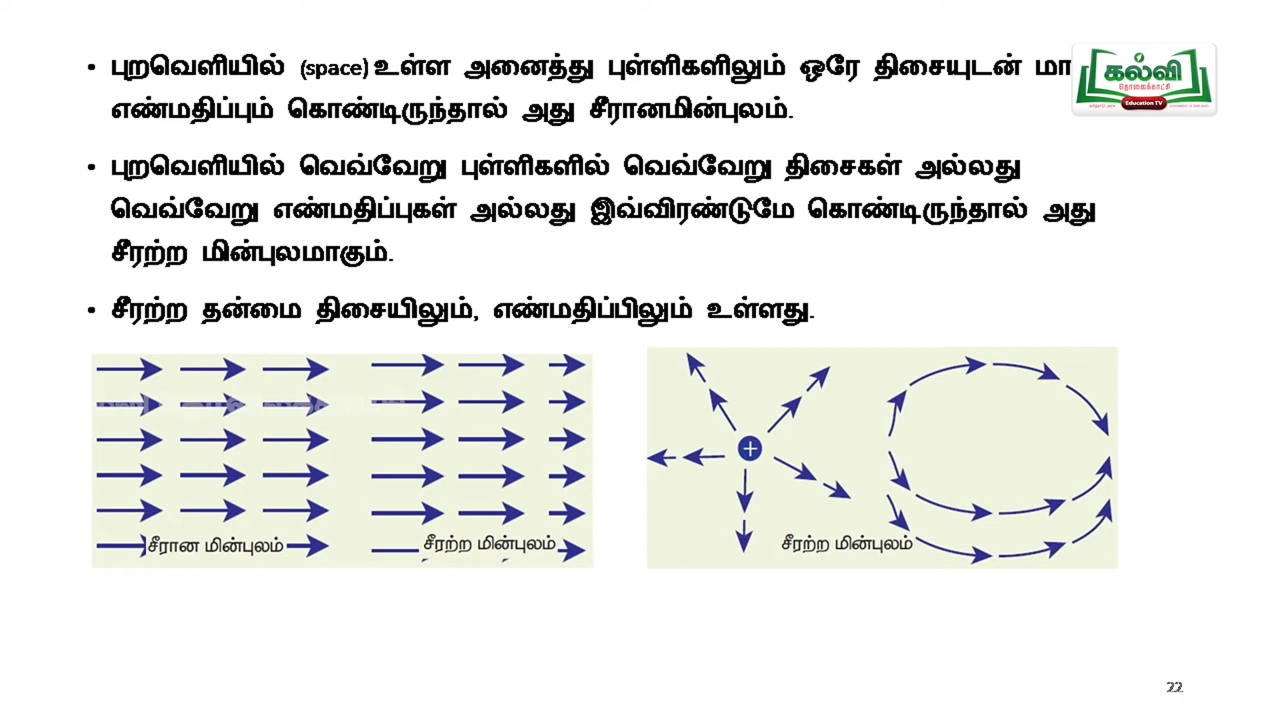 • புறவெளியில் (space) உள்ள அனைத்து புள்ளிகளிலும் ஒரே திசையுடன் மா
எண்மதிப்பும் கொண்டிருந்தால் அது சீரானமின்புலம்.
• புறவெளியில் வெவ்வேறு புள்ளிகளில் வெவ்வேறு திசைகள் அல்லது
வெவ்வேறு எண்மதிப்புகள் அல்லது இவ்விரண்டுமே கொண்டிருந்தால் அது
சீரற்ற மின்புலமாகும்.
• சீரற்ற தன்மை திசையிலும், எண்மதிப்பிலும் உள்ளது.
கல்வி
தொலைக்காட்சி
Education TV
+
சீரான மின்புலம்
சீரற்ற மின்புலம்
சீரற்ற மின்புலம்
22